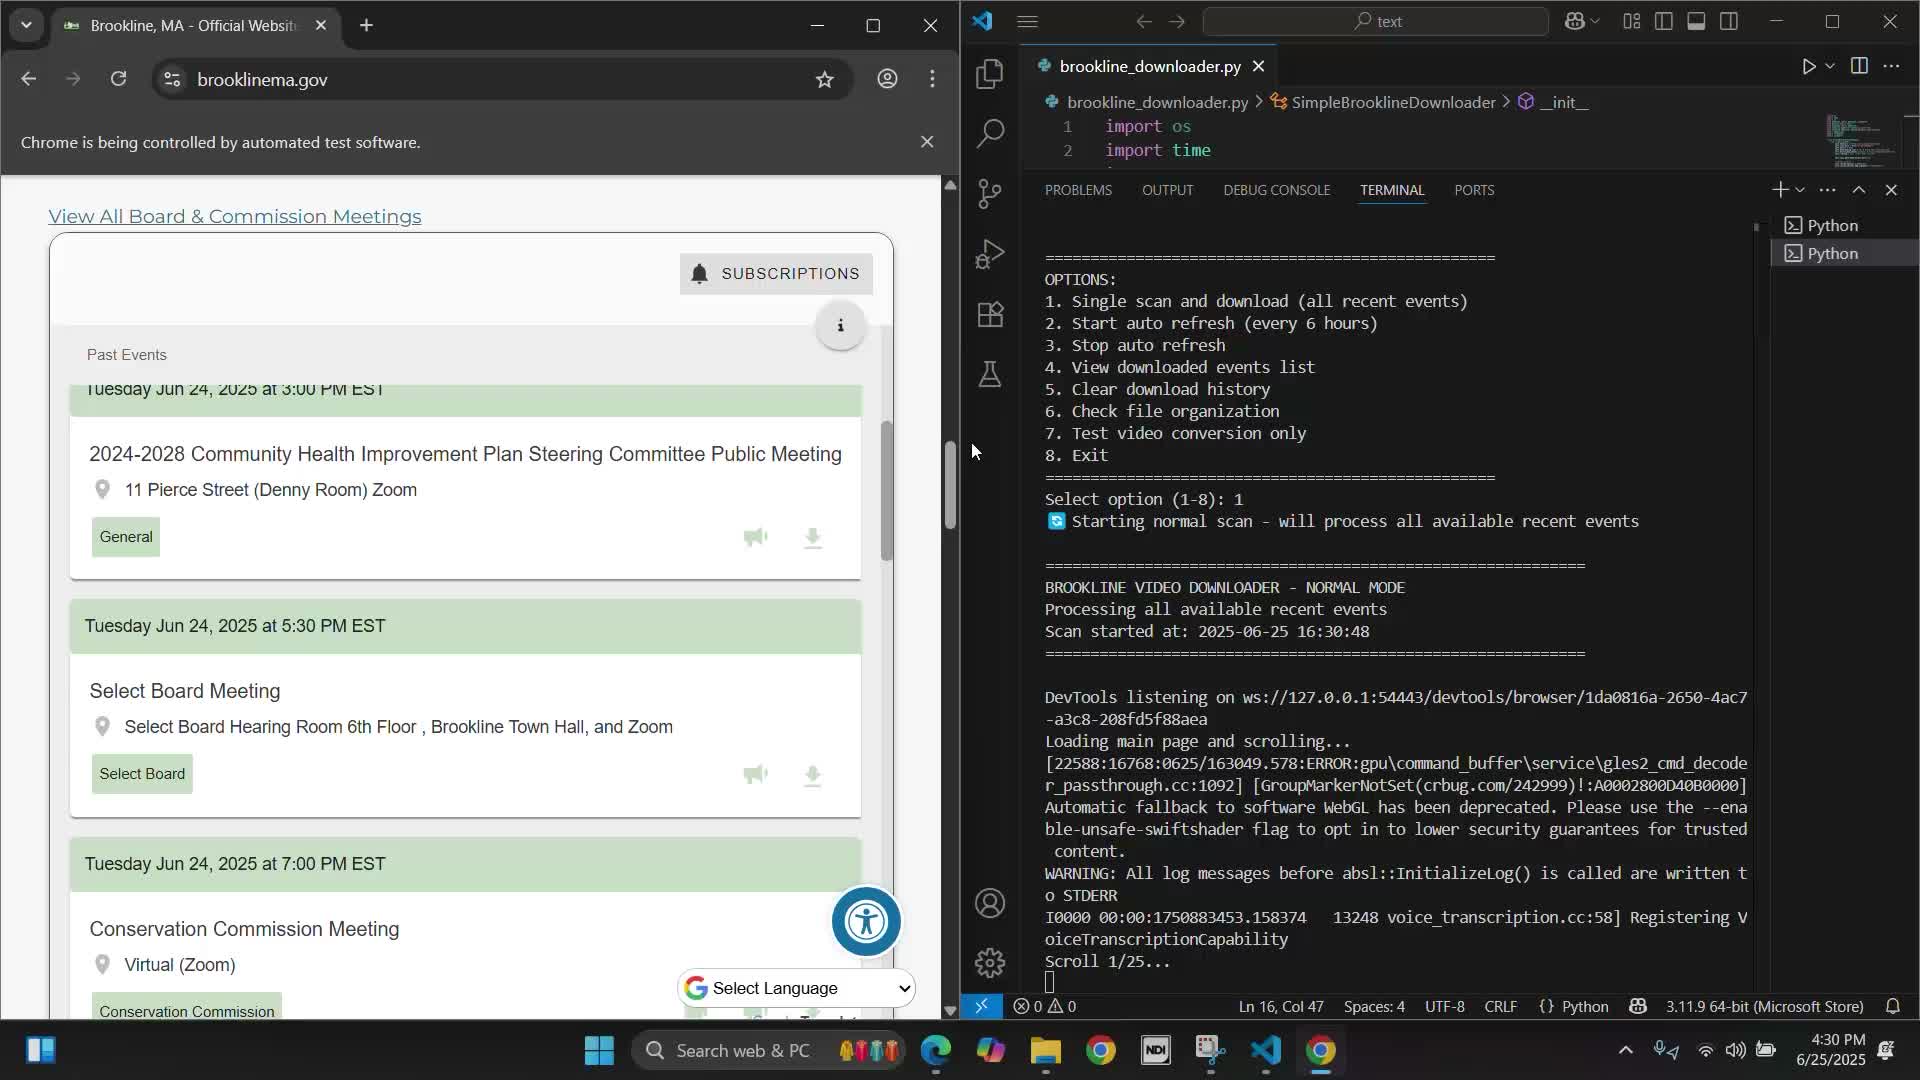 Brookline, MA - Official Website
brooklinema.gov
Chrome is being controlled by automated test software.
View All Board & Commission Meetings
SUBSCRIPTIONS
i
Past Events
Tuesday Jun 24, 2025 at 3:00 PM EST
2024-2028 Community Health Improvement Plan Steering Committee Public Meeting
11 Pierce Street (Denny Room) Zoom
General
Tuesday Jun 24, 2025 at 5:30 PM EST
Select Board Meeting
Select Board Hearing Room 6th Floor , Brookline Town Hall, and Zoom
Select Board
Tuesday Jun 24, 2025 at 7:00 PM EST
Conservation Commission Meeting
Virtual (Zoom)
Conservation Commission
Select Language
text
brookline_downloader.py
brookline_downloader.py > SimpleBrooklineDownloader > __init__
1 import os
2 import time
PROBLEMS OUTPUT DEBUG CONSOLE TERMINAL PORTS
Python
Python
==================================================
OPTIONS:
1. Single scan and download (all recent events)
2. Start auto refresh (every 6 hours)
3. Stop auto refresh
4. View downloaded events list
5. Clear download history
6. Check file organization
7. Test video conversion only
8. Exit
==================================================
Select option (1-8): 1
Starting normal scan - will process all available recent events
============================================================
BROOKLINE VIDEO DOWNLOADER - NORMAL MODE
Processing all available recent events
Scan started at: 2025-06-25 16:30:48
============================================================
DevTools listening on ws://127.0.0.1:54443/devtools/browser/1da0816a-2650-4ac7
-a3c8-208fd5f88aea
Loading main page and scrolling...
[22588:16768:0625/163049.578:ERROR:gpu\command_buffer\service\gles2_cmd_decode
r_passthrough.cc:1092] [GroupMarkerNotSet(crbug.com/242999)!:A0002800D40B0000]
Automatic fallback to software WebGL has been deprecated. Please use the --ena
ble-unsafe-swiftshader flag to opt in to lower security guarantees for trusted
content.
WARNING: All log messages before absl::InitializeLog() is called are written t
o STDERR
I0000 00:00:1750883453.158374 13248 voice_transcription.cc:58] Registering V
oiceTranscriptionCapability
Scroll 1/25...
0 0
Ln 16, Col 47 Spaces: 4 UTF-8 CRLF {} Python 3.11.9 64-bit (Microsoft Store)
Search web & PC
NDI
4:30 PM
6/25/2025